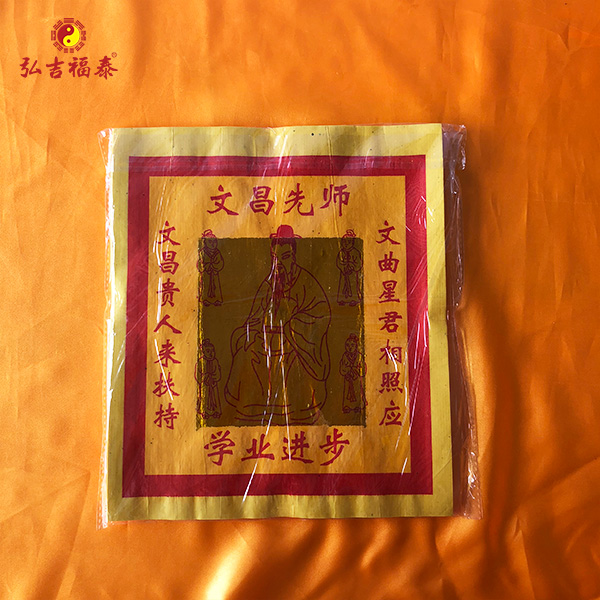 弘吉福泰®
文昌先师
文曲星君相照应
文昌贵人来扶持
学业进步